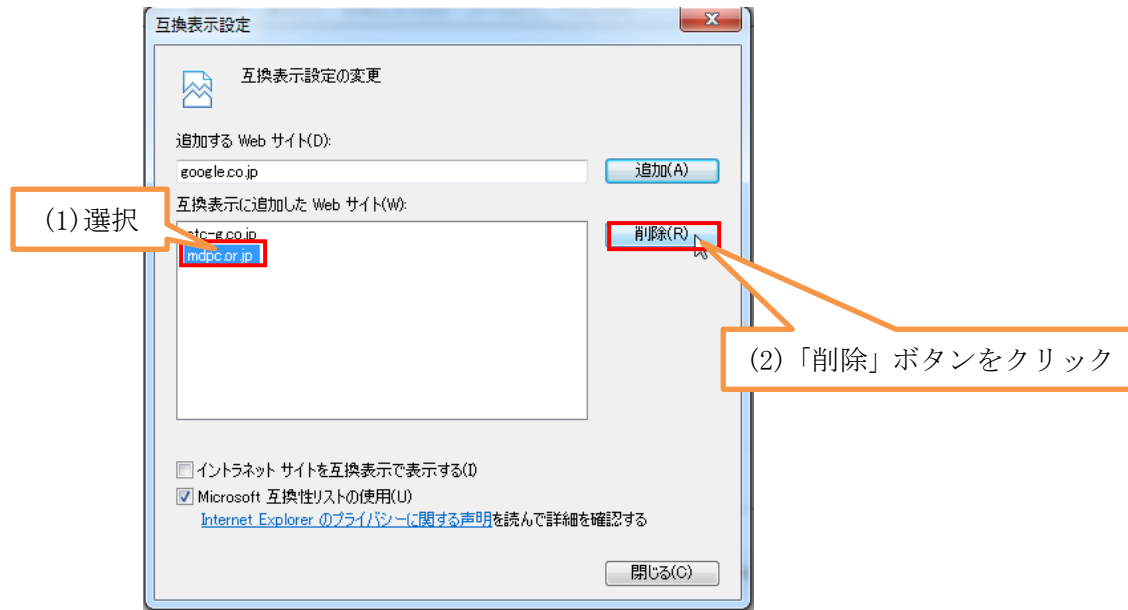 互換表示設定
互換表示設定の変更
追加する Web サイト(D):
google.co.jp
追加(A)
互換表示に追加した Web サイト(W):
(1)選択
etc-g.co.jp
mdpc.or.jp
削除(R)
(2)「削除」ボタンをクリック
イントラネット サイトを互換表示で表示する(I)
Microsoft 互換性リストの使用(U)
Internet Explorer のプライバシーに関する声明を読んで詳細を確認する
閉じる(C)